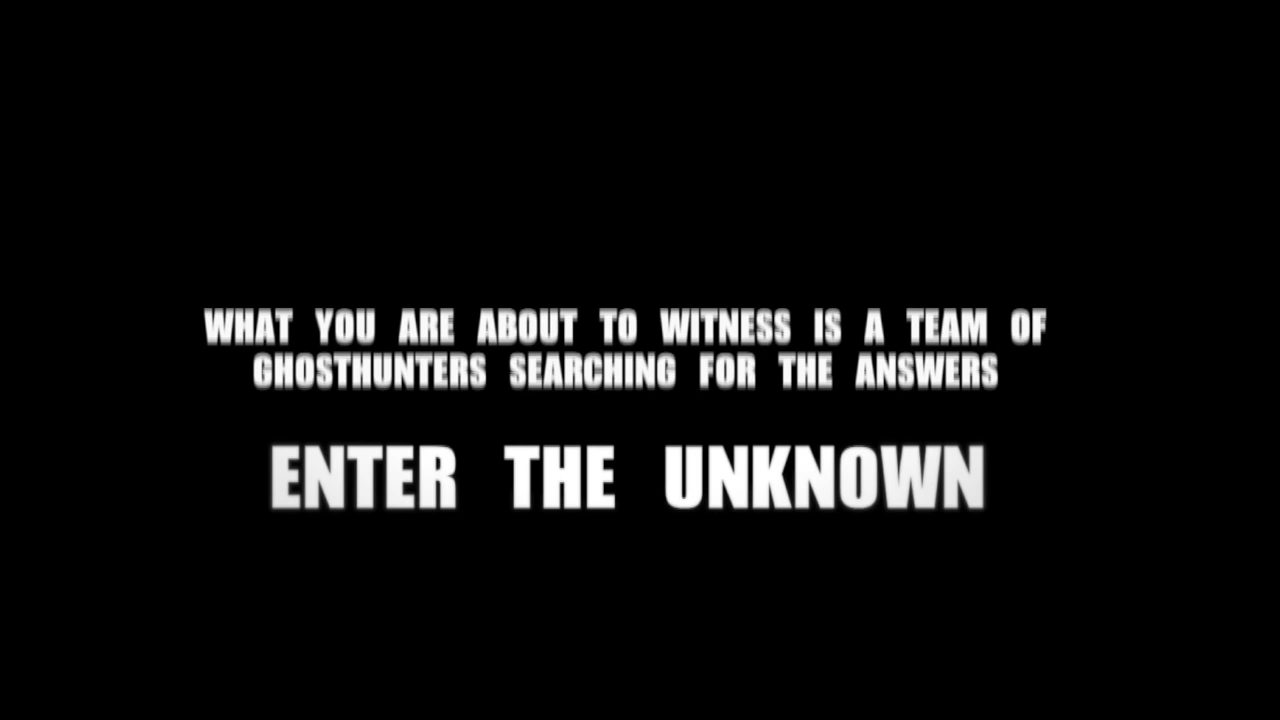 WHAT YOU ARE ABOUT TO WITNESS IS A TEAM OF
GHOSTHUNTERS SEARCHING FOR THE ANSWERS
ENTER THE UNKNOWN